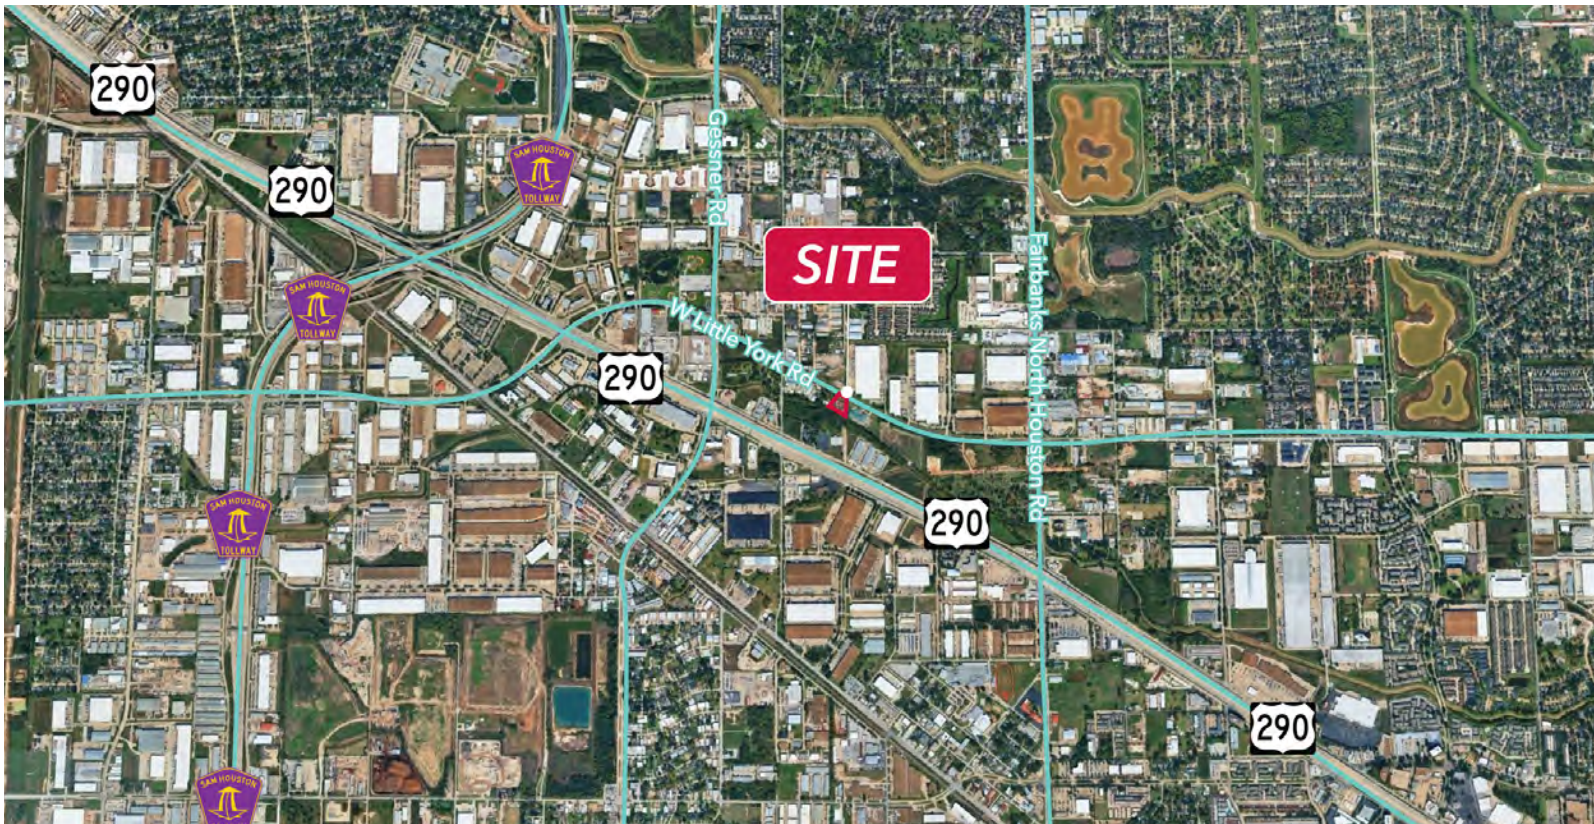 290
SAM HOUSTON
TOLLWAY
290
Gessner Rd
SITE
Fairbanks North Houston Rd
SAM HOUSTON
TOLLWAY
W Little York Rd
290
SAM HOUSTON
TOLLWAY
290
290
SAM HOUSTON
TOLLWAY